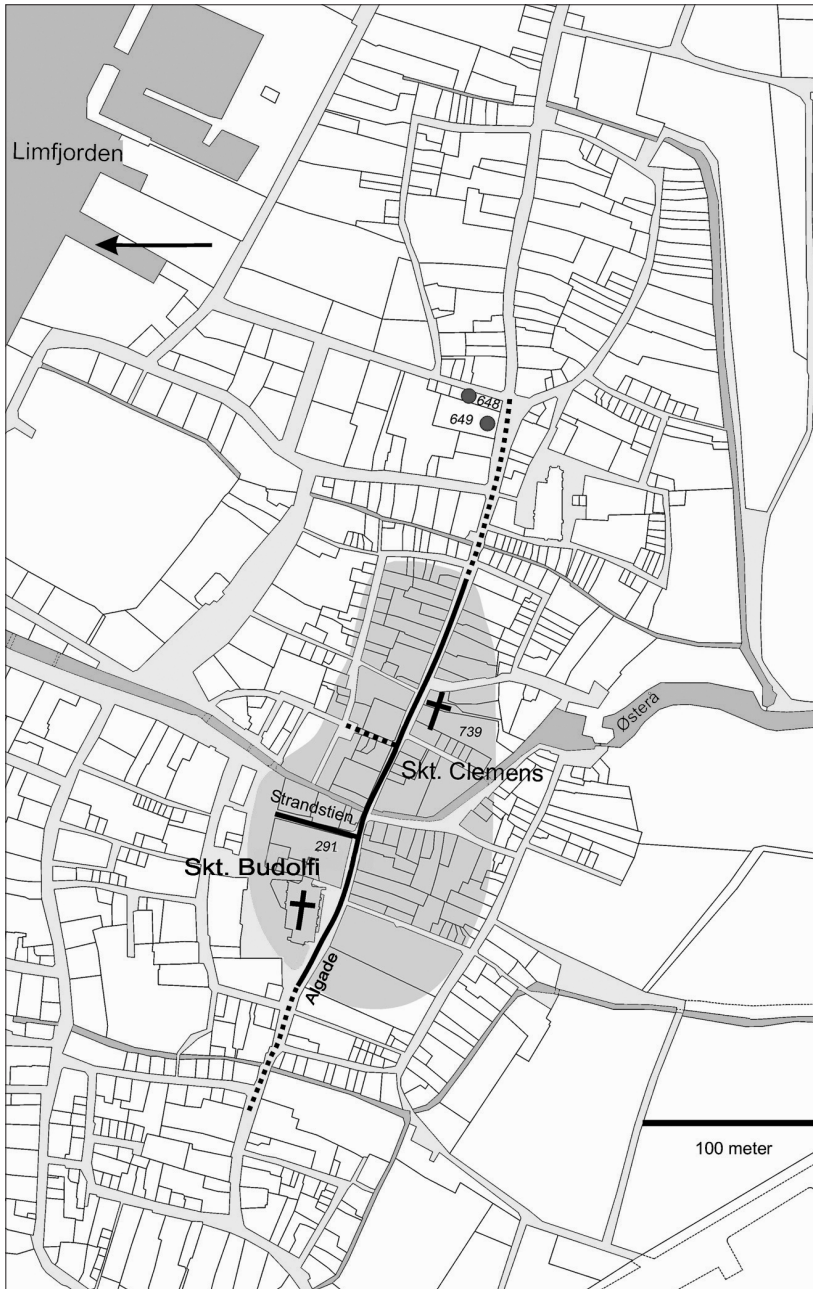 Limfjorden
648
649
Østerå
739
Skt. Clemens
Strandstien
291
Skt. Budolfi
Algade
100 meter